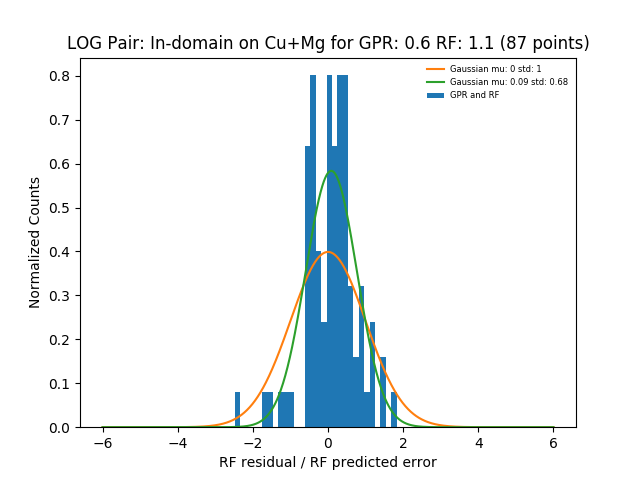 LOG Pair: In-domain on Cu+Mg for GPR: 0.6 RF: 1.1 (87 points)
Gaussian mu: 0 std: 1
Gaussian mu: 0.09 std: 0.68
GPR and RF
Normalized Counts
0.8
0.7
0.6
0.5
0.4
0.3
0.2
0.1
0.0
−6 −4 −2 0 2 4 6
RF residual / RF predicted error